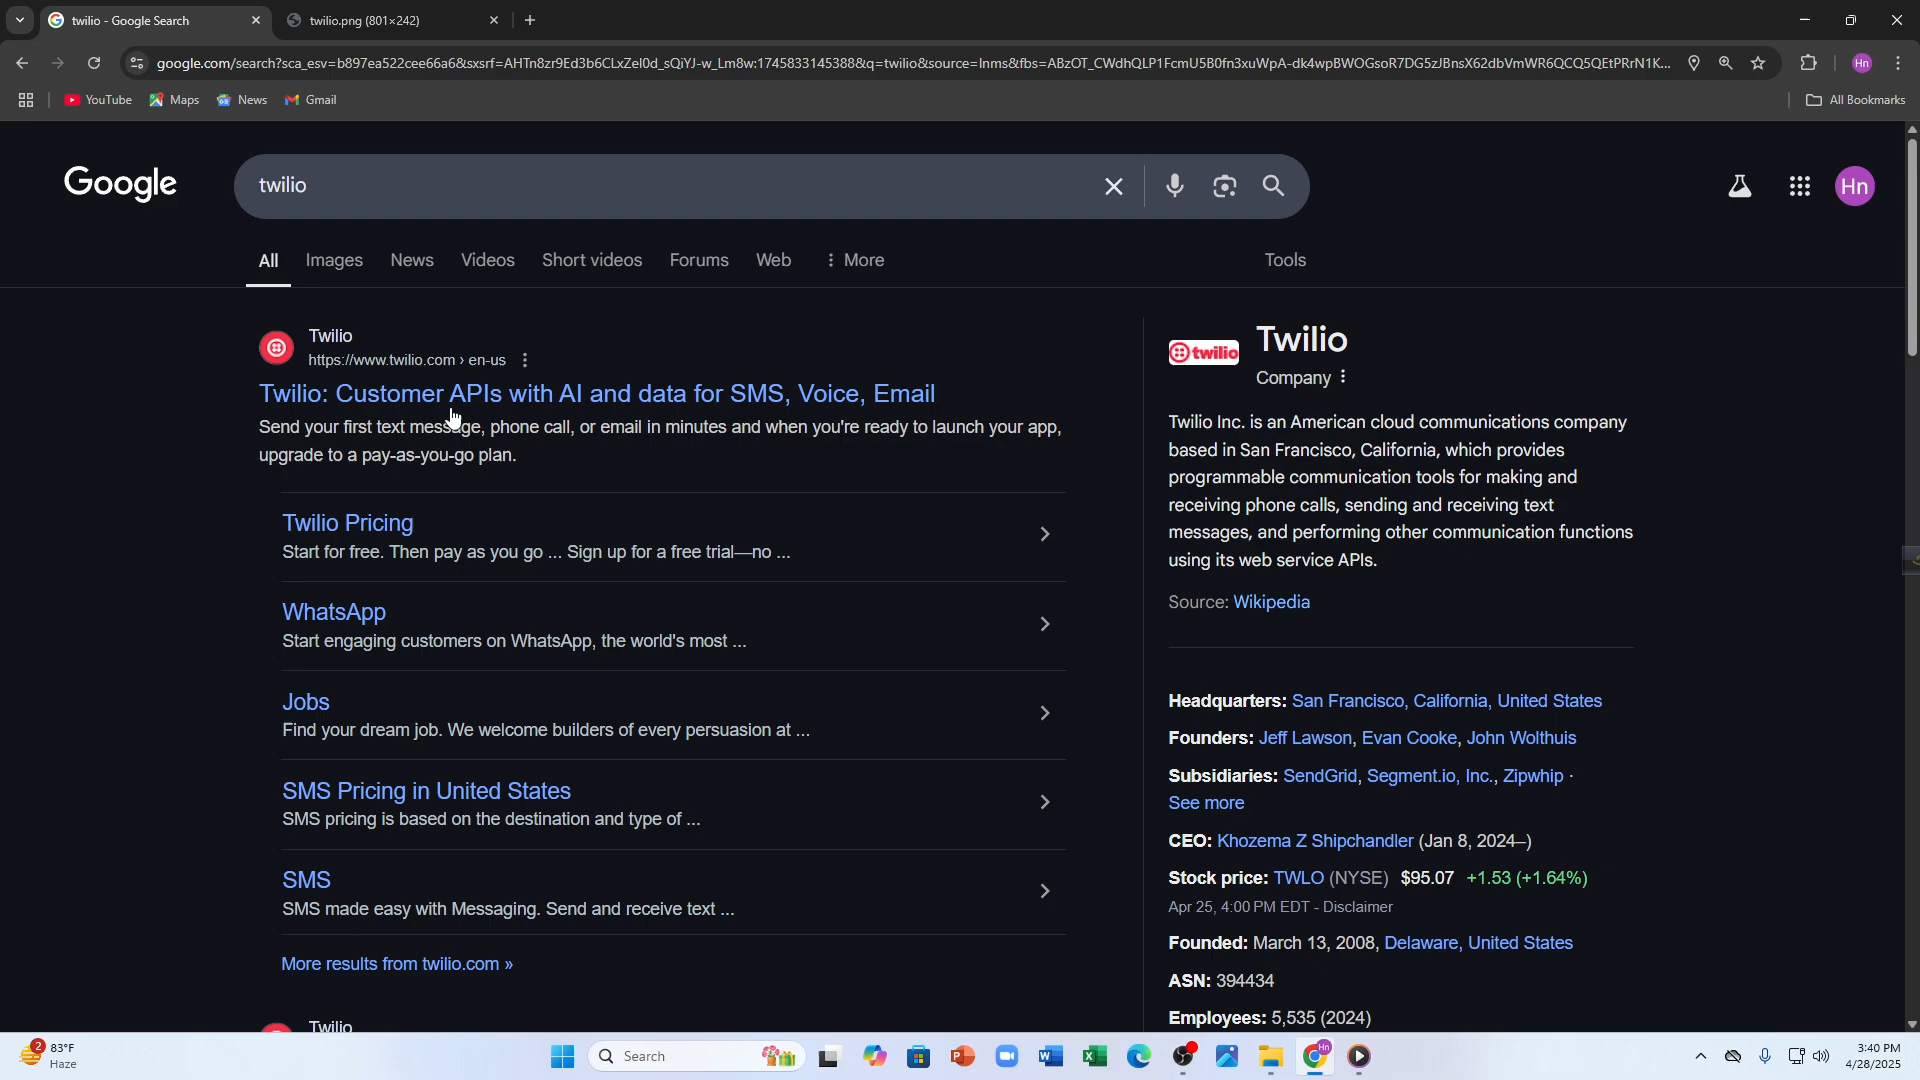 twilio - Google Search
twilio.png (801×242)
google.com/search?sca_esv=b897ea522cee66a6&sxsrf=AHTn8zr9Ed3b6CLxZel0d_sQiYJ-w_Lm8w:1745833145388&q=twilio&source=lnms&fbs=ABzOT_CWdhQLP1FcmU5B0fn3xuWpA-dk4wpBWOGsoR7DG5zJBnsX62dbVmWR6QCQ5QEtPRrN1K...
YouTube
Maps
News
Gmail
All Bookmarks
Google
twilio
Hn
All
Images
News
Videos
Short videos
Forums
Web
More
Tools
Twilio
https://www.twilio.com › en-us
Twilio: Customer APIs with AI and data for SMS, Voice, Email
Send your first text message, phone call, or email in minutes and when you're ready to launch your app,
upgrade to a pay-as-you-go plan.
Twilio Pricing
Start for free. Then pay as you go ... Sign up for a free trial—no ...
WhatsApp
Start engaging customers on WhatsApp, the world's most ...
Jobs
Find your dream job. We welcome builders of every persuasion at ...
SMS Pricing in United States
SMS pricing is based on the destination and type of ...
SMS
SMS made easy with Messaging. Send and receive text ...
More results from twilio.com »
Twilio
twilio
Twilio
Company
Twilio Inc. is an American cloud communications company
based in San Francisco, California, which provides
programmable communication tools for making and
receiving phone calls, sending and receiving text
messages, and performing other communication functions
using its web service APIs.
Source: Wikipedia
Headquarters: San Francisco, California, United States
Founders: Jeff Lawson, Evan Cooke, John Wolthuis
Subsidiaries: SendGrid, Segment.io, Inc., Zipwhip ·
See more
CEO: Khozema Z Shipchandler (Jan 8, 2024–)
Stock price: TWLO (NYSE) $95.07 +1.53 (+1.64%)
Apr 25, 4:00 PM EDT - Disclaimer
Founded: March 13, 2008, Delaware, United States
ASN: 394434
Employees: 5,535 (2024)
2
83°F
Haze
Search
3:40 PM
4/28/2025